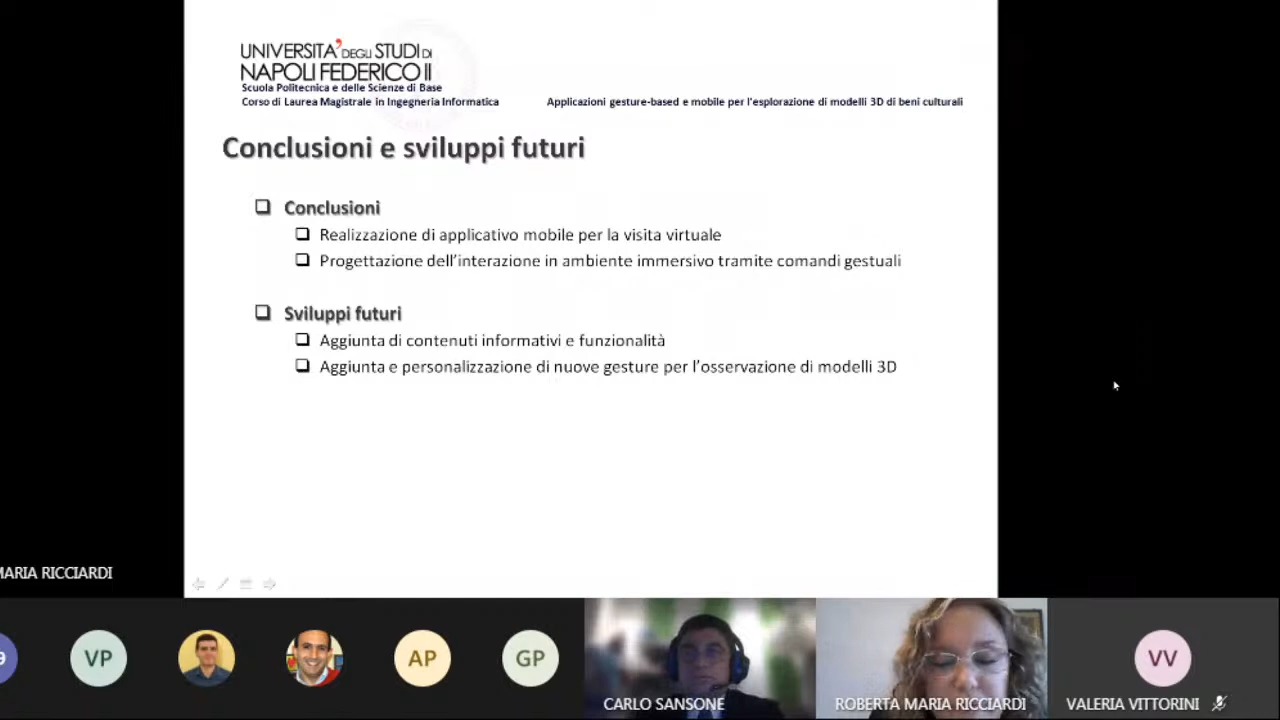 UNIVERSITA' DEGLI STUDI DI
NAPOLI FEDERICO II
Scuola Politecnica e delle Scienze di Base
Corso di Laurea Magistrale in Ingegneria Informatica
Applicazioni gesture-based e mobile per l'esplorazione di modelli 3D di beni culturali
Conclusioni e sviluppi futuri
Conclusioni
Realizzazione di applicativo mobile per la visita virtuale
Progettazione dell'interazione in ambiente immersivo tramite comandi gestuali
Sviluppi futuri
Aggiunta di contenuti informativi e funzionalità
Aggiunta e personalizzazione di nuove gesture per l'osservazione di modelli 3D
MARIA RICCIARDI
9
VP
AP
GP
CARLO SANSONE
ROBERTA MARIA RICCIARDI
VV
VALERIA VITTORINI